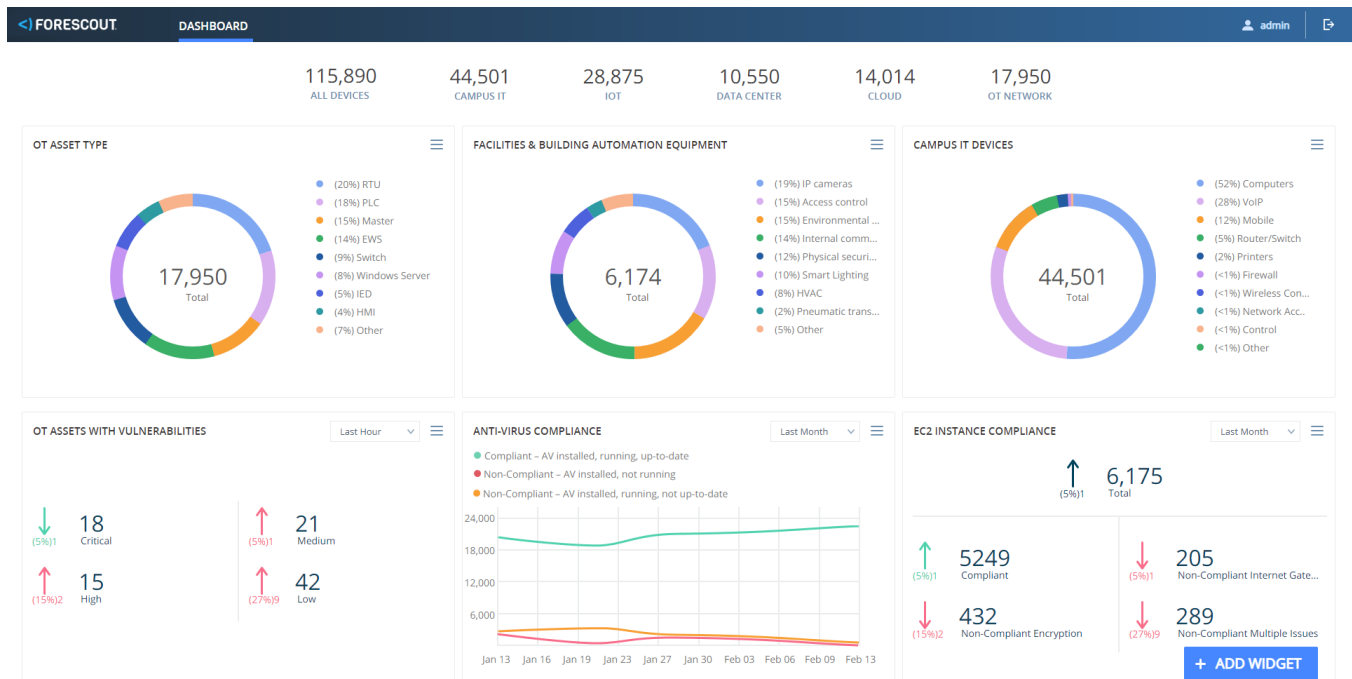 <) FORESCOUT.
DASHBOARD
admin
115,890
ALL DEVICES
44,501
CAMPUS IT
28,875
IOT
10,550
DATA CENTER
14,014
CLOUD
17,950
OT NETWORK
OT ASSET TYPE
17,950
Total
(20%) RTU
(18%) PLC
(15%) Master
(14%) EWS
(9%) Switch
(8%) Windows Server
(5%) IED
(4%) HMI
(7%) Other
FACILITIES & BUILDING AUTOMATION EQUIPMENT
6,174
Total
(19%) IP cameras
(15%) Access control
(15%) Environmental ...
(14%) Internal comm...
(12%) Physical securi...
(10%) Smart Lighting
(8%) HVAC
(2%) Pneumatic trans...
(5%) Other
CAMPUS IT DEVICES
44,501
Total
(52%) Computers
(28%) VoIP
(12%) Mobile
(5%) Router/Switch
(2%) Printers
(<1%) Firewall
(<1%) Wireless Con...
(<1%) Network Acc..
(<1%) Control
(<1%) Other
OT ASSETS WITH VULNERABILITIES
Last Hour
(5%)1
18
Critical
(5%)1
21
Medium
(15%)2
15
High
(27%)9
42
Low
ANTI-VIRUS COMPLIANCE
Last Month
Compliant – AV installed, running, up-to-date
Non-Compliant – AV installed, not running
Non-Compliant – AV installed, running, not up-to-date
24,000
18,000
12,000
6,000
Jan 13 Jan 16 Jan 19 Jan 23 Jan 27 Jan 30 Feb 03 Feb 06 Feb 09 Feb 13
EC2 INSTANCE COMPLIANCE
Last Month
(5%)1
6,175
Total
(5%)1
5249
Compliant
(5%)1
205
Non-Compliant Internet Gate...
(15%)2
432
Non-Compliant Encryption
(27%)9
289
Non-Compliant Multiple Issues
+ ADD WIDGET